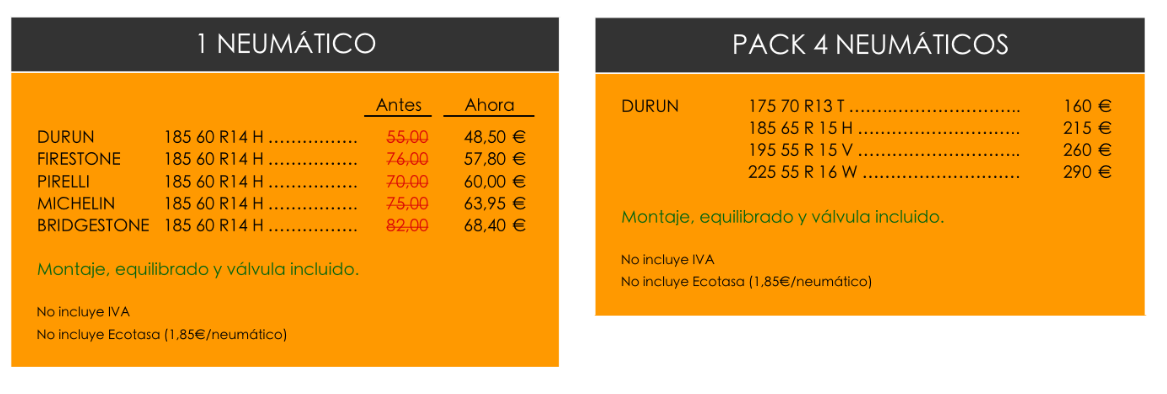 1 NEUMÁTICO
Antes Ahora
DURUN 185 60 R14 H ................ 55,00 48,50 €
FIRESTONE 185 60 R14 H ................ 76,00 57,80 €
PIRELLI 185 60 R14 H ................ 70,00 60,00 €
MICHELIN 185 60 R14 H ................ 75,00 63,95 €
BRIDGESTONE 185 60 R14 H ................ 82,00 68,40 €
Montaje, equilibrado y válvula incluido.
No incluye IVA
No incluye Ecotasa (1,85€/neumático)
PACK 4 NEUMÁTICOS
DURUN 175 70 R13 T .............................. 160 €
185 65 R 15 H ............................. 215 €
195 55 R 15 V ............................. 260 €
225 55 R 16 W ............................ 290 €
Montaje, equilibrado y válvula incluido.
No incluye IVA
No incluye Ecotasa (1,85€/neumático)